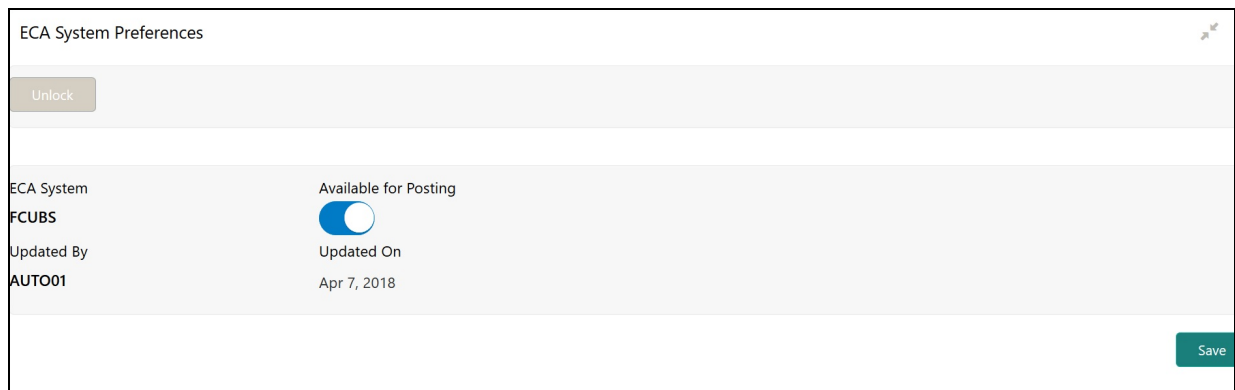 ECA System Preferences
Unlock
ECA System Available for Posting
FCUBS
Updated By Updated On
AUTO01 Apr 7, 2018
Save